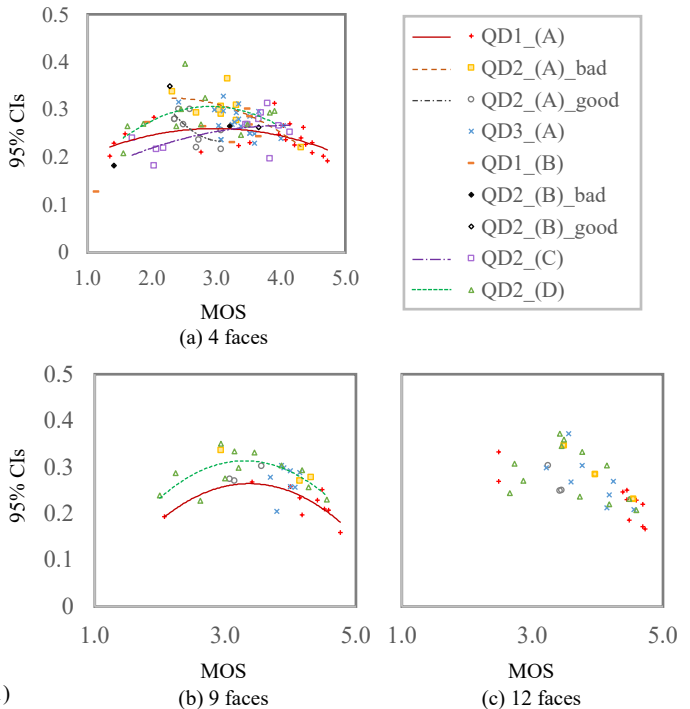 0.5
0.4
0.3
0.2
0.1
0
95% CIs
1.0 2.0 3.0 4.0 5.0
MOS
(a) 4 faces
QD1_(A)
QD2_(A)_bad
QD2_(A)_good
QD3_(A)
QD1_(B)
QD2_(B)_bad
QD2_(B)_good
QD2_(C)
QD2_(D)
0.5
0.4
0.3
0.2
0.1
0
95% CIs
1.0 3.0 5.0
MOS
(b) 9 faces
1.0 3.0 5.0
MOS
(c) 12 faces
)